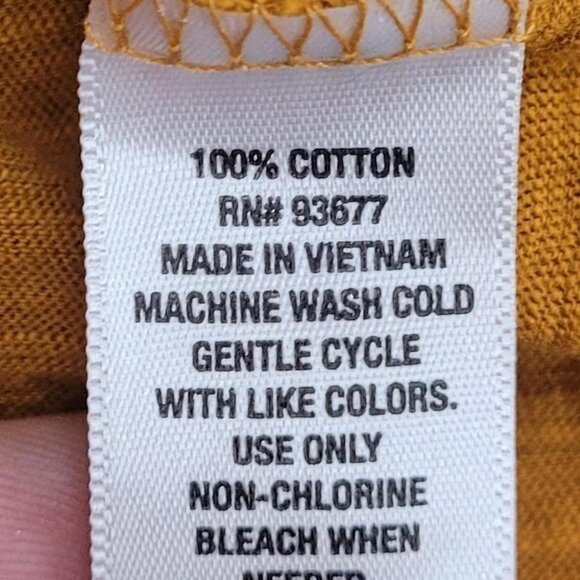 100% COTTON
RN# 93677
MADE IN VIETNAM
MACHINE WASH COLD
GENTLE CYCLE
WITH LIKE COLORS.
USE ONLY
NON-CHLORINE
BLEACH WHEN
NEEDED